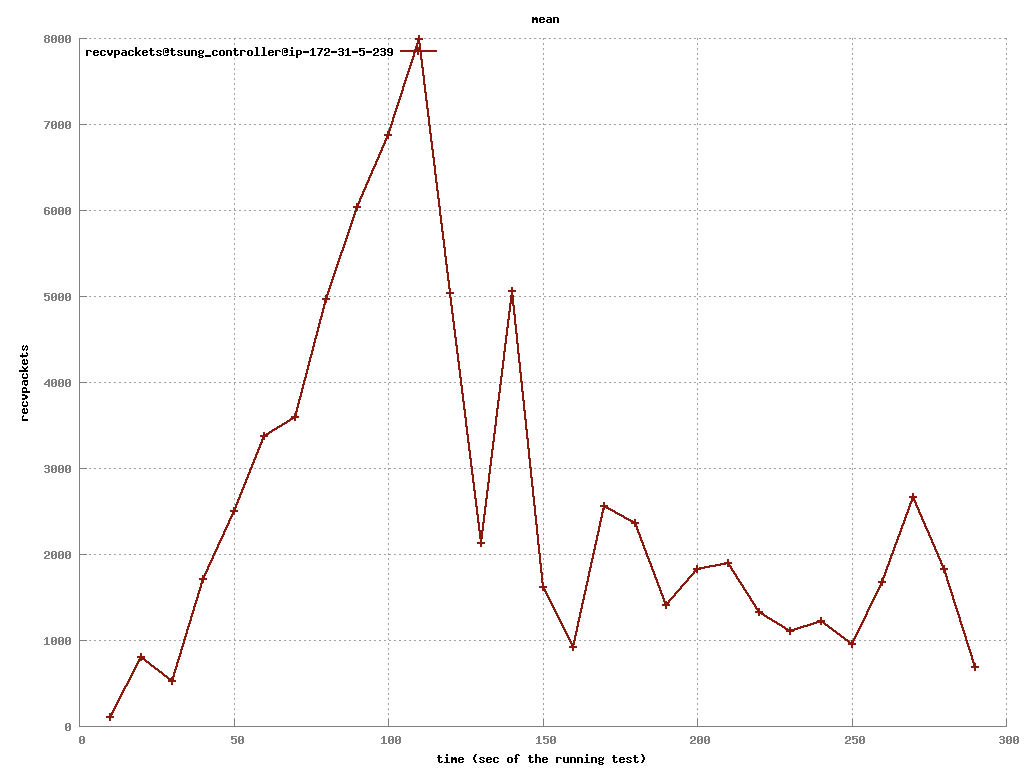 mean
recvpackets@tsung_controller@ip-172-31-5-239
8000
7000
6000
5000
4000
3000
2000
1000
0
recvpackets
0 50 100 150 200 250 300
time (sec of the running test)